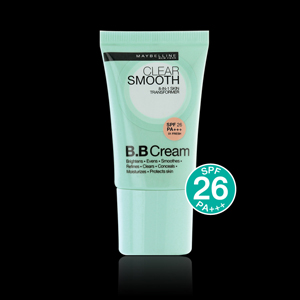 MAYBELLINE
CLEAR
SMOOTH
8-IN-1 SKIN
TRANSFORMER
SPF 26
PA+++
B.B Cream
Brightens • Evens • Smoothes •
Refines • Clears • Conceals •
Moisturizes • Protects skin
SPF
26
PA+++